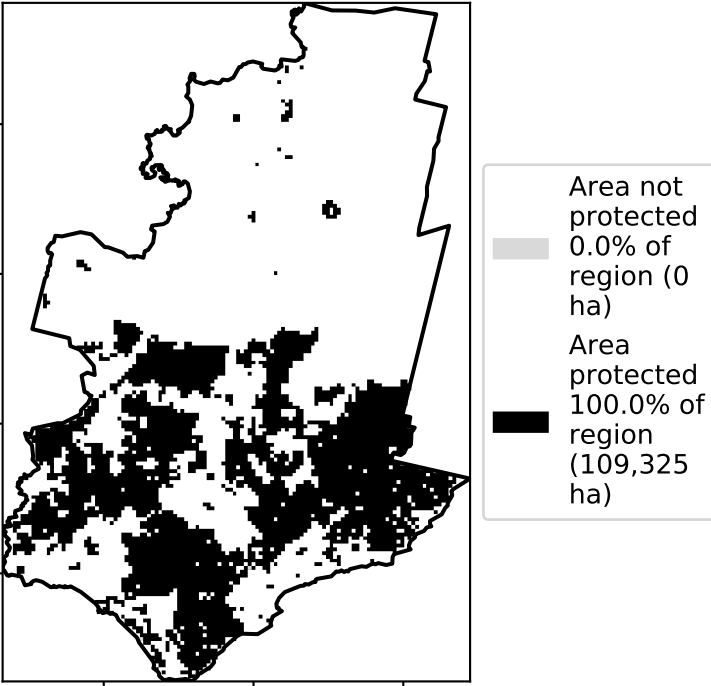 Area not
protected
0.0% of
region (0
ha)
Area
protected
100.0% of
region
(109,325
ha)